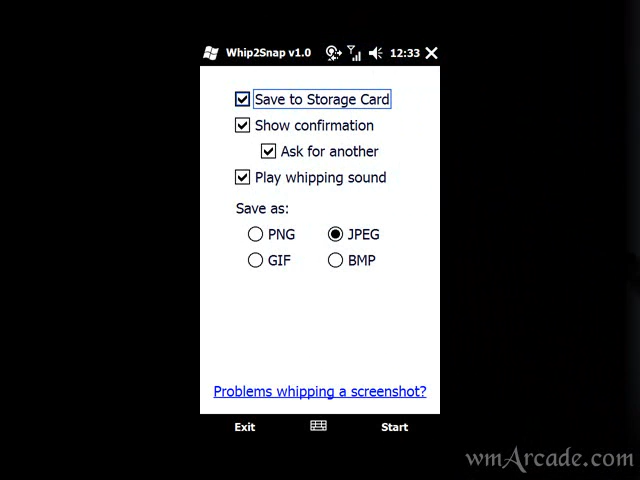 Whip2Snap v1.0 12:33
Save to Storage Card
Show confirmation
Ask for another
Play whipping sound
Save as:
PNG JPEG
GIF BMP
Problems whipping a screenshot?
Exit Start
wmArcade.com